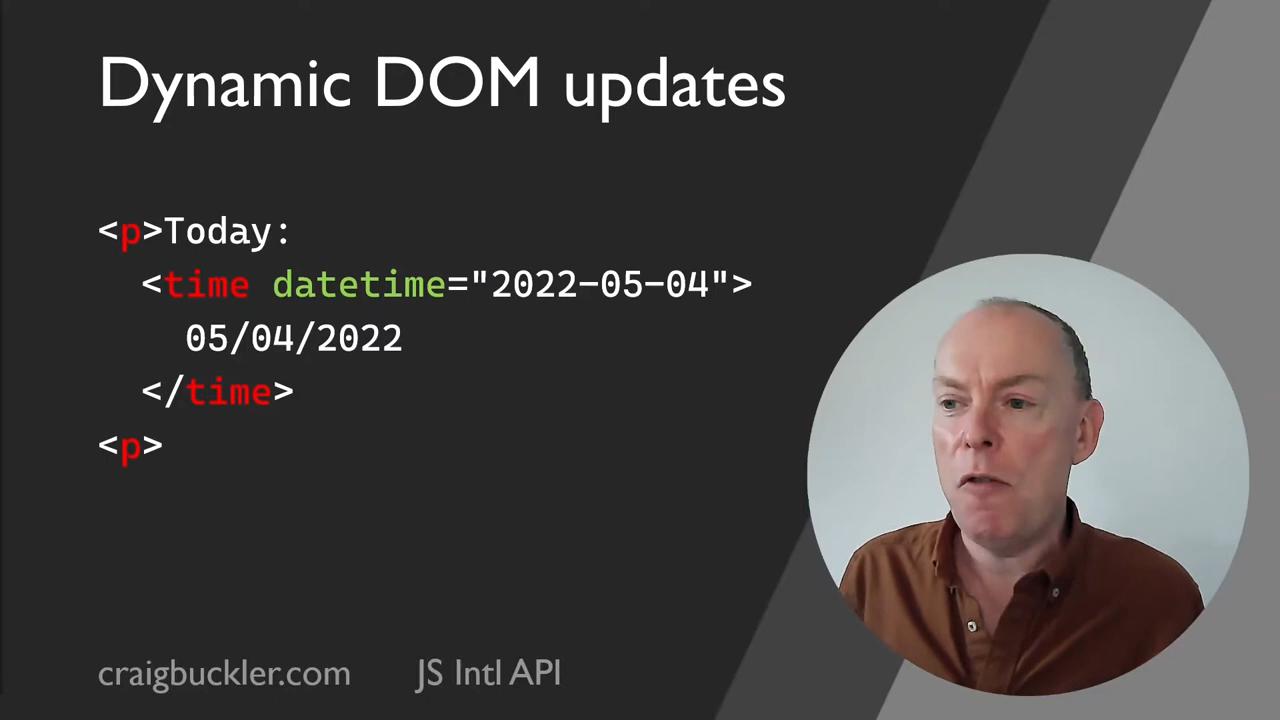 Dynamic DOM updates
<p>Today:
<time datetime="2022-05-04">
05/04/2022
</time>
<p>
craigbuckler.com JS Intl API